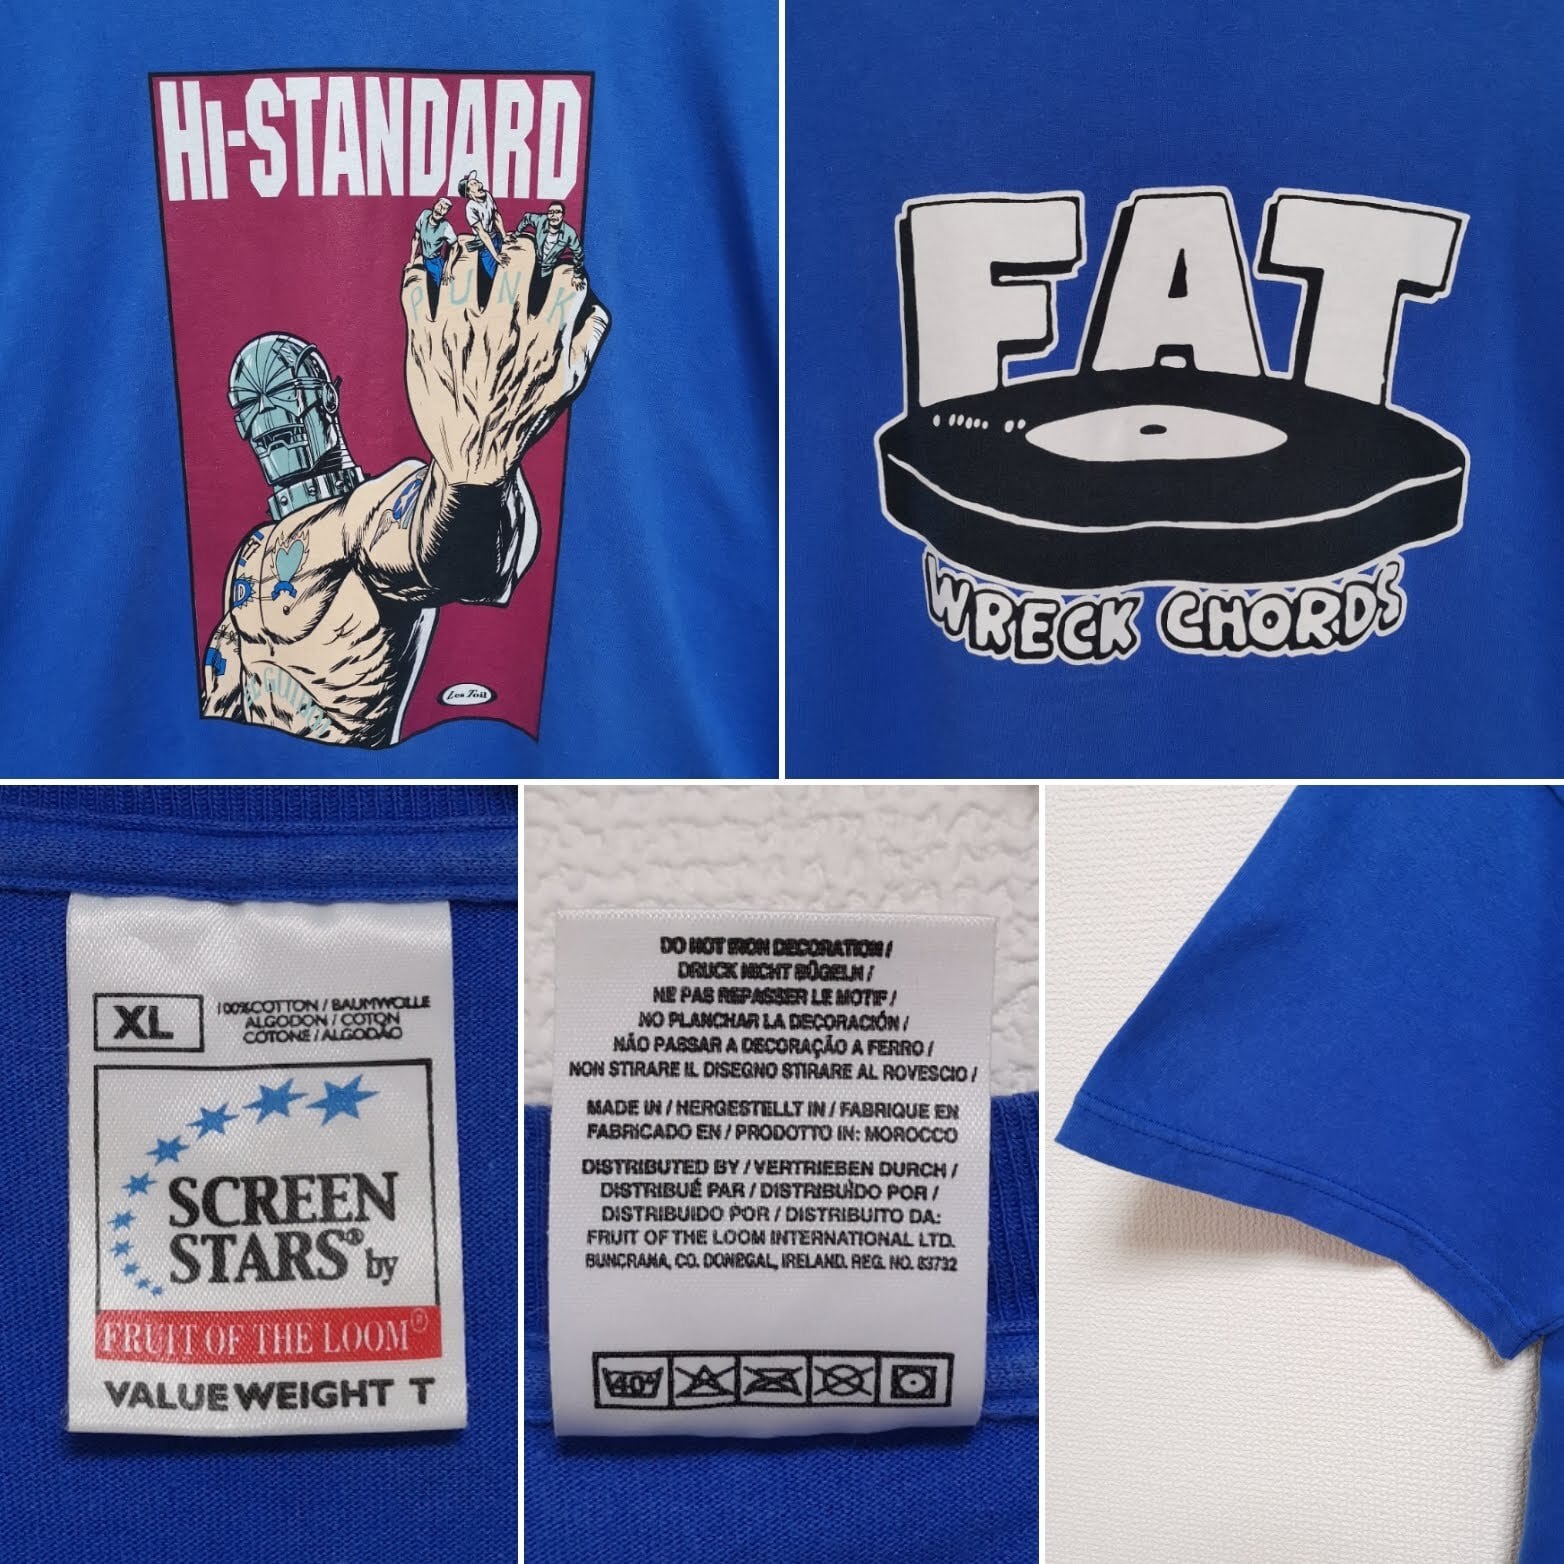 HI-STANDARD
PUNK
Los Toil
FAT
WRECK CHORDS
XL
100% COTTON / BAUMWOLLE
ALGODON / COTON
COTONE / ALGODÃO
SCREEN
STARS® by
FRUIT OF THE LOOM®
VALUEWEIGHT T
DO NOT IRON DECORATION /
DRUCK NICHT BÜGELN /
NE PAS REPASSER LE MOTIF /
NO PLANCHAR LA DECORACIÓN /
NÃO PASSAR A DECORAÇÃO A FERRO /
NON STIRARE IL DISEGNO STIRARE AL ROVESCIO /
MADE IN / HERGESTELLT IN / FABRIQUE EN
FABRICADO EN / PRODOTTO IN: MOROCCO
DISTRIBUTED BY / VERTRIEBEN DURCH /
DISTRIBUÉ PAR / DISTRIBUÌDO POR /
DISTRIBUIDO POR / DISTRIBUITO DA:
FRUIT OF THE LOOM INTERNATIONAL LTD.
BUNCRANA, CO. DONEGAL, IRELAND. REG. NO. 63732
40°